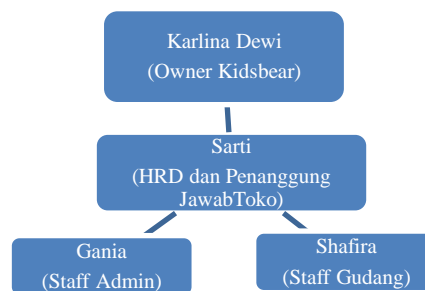 Karlina Dewi
(Owner Kidsbear)
Sarti
(HRD dan Penanggung
JawabToko)
Gania
(Staff Admin)
Shafira
(Staff Gudang)